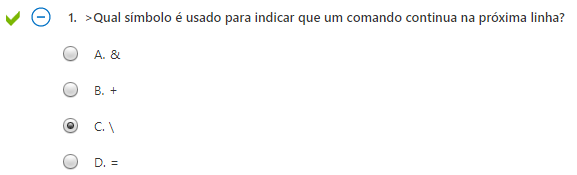 1. >Qual símbolo é usado para indicar que um comando continua na próxima linha?
A. &
B. +
C. \
D. =